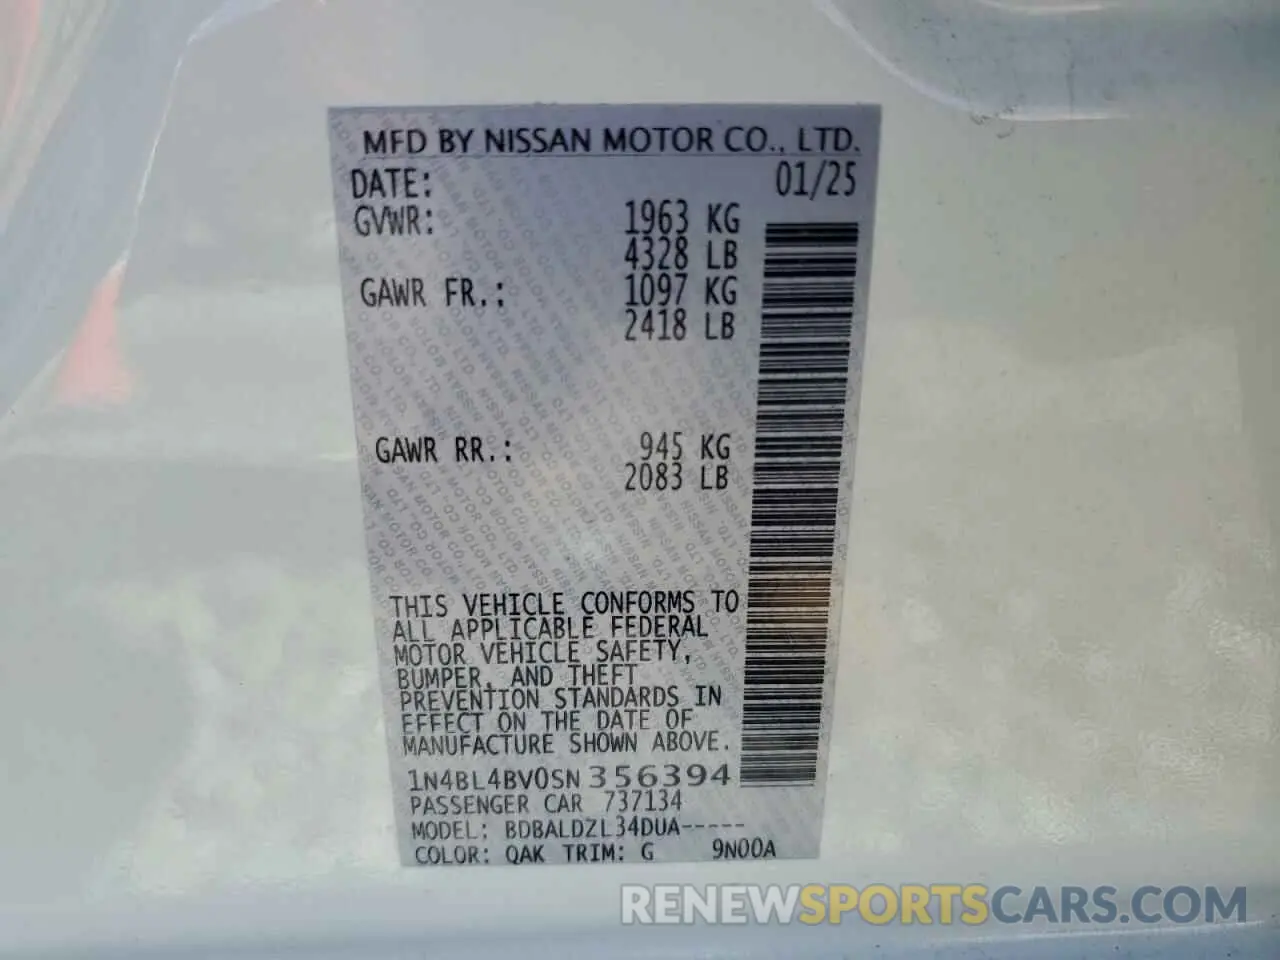 MFD BY NISSAN MOTOR CO., LTD.
DATE: 01/25
GVWR: 1963 KG
4328 LB
GAWR FR.: 1097 KG
2418 LB
GAWR RR.: 945 KG
2083 LB
THIS VEHICLE CONFORMS TO
ALL APPLICABLE FEDERAL
MOTOR VEHICLE SAFETY,
BUMPER, AND THEFT
PREVENTION STANDARDS IN
EFFECT ON THE DATE OF
MANUFACTURE SHOWN ABOVE.
1N4BL4BV0SN356394
PASSENGER CAR 737134
MODEL: BDBALDZL34DUA-----
COLOR: QAK TRIM: G 9N00A
RENEWSPORTSCARS.COM